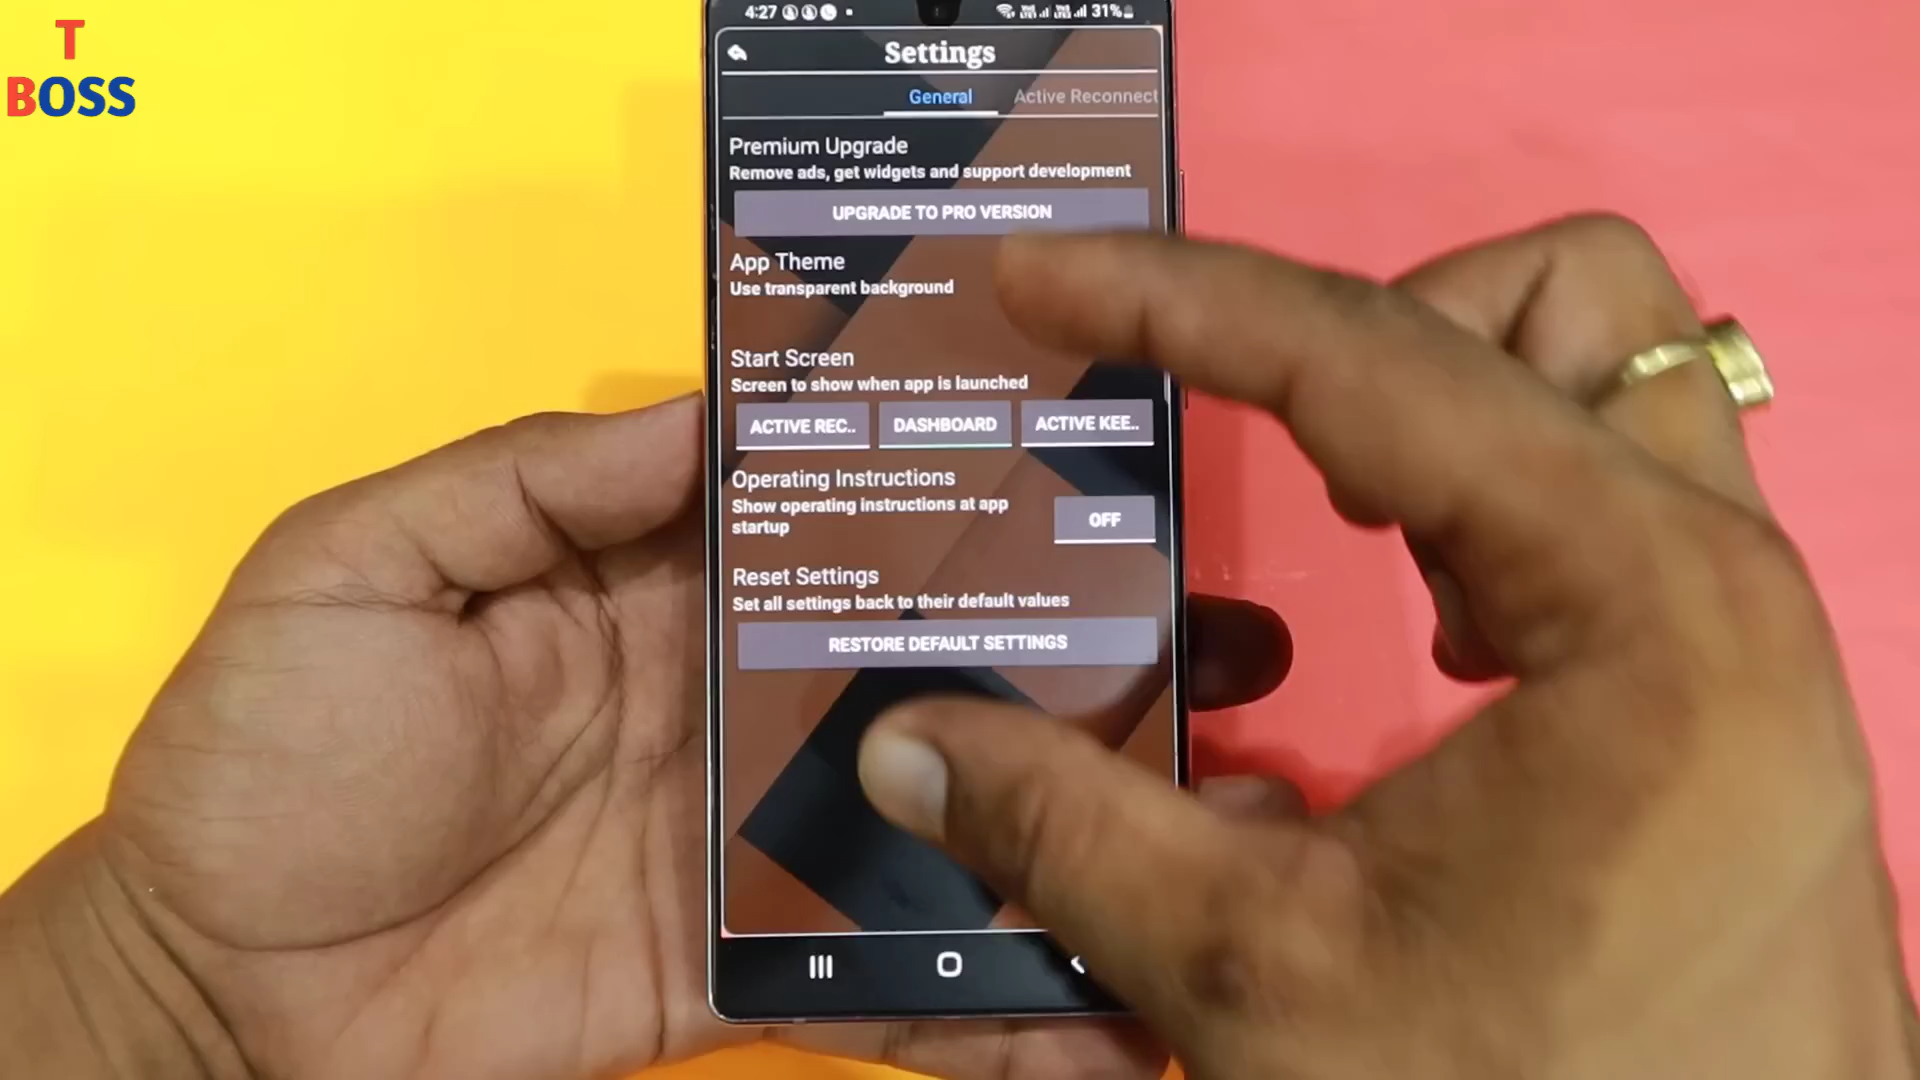 T
BOSS
4:27
31%
Settings
General
Active Reconnect
Premium Upgrade
Remove ads, get widgets and support development
UPGRADE TO PRO VERSION
App Theme
Use transparent background
Start Screen
Screen to show when app is launched
ACTIVE REC..
DASHBOARD
ACTIVE KEE..
Operating Instructions
Show operating instructions at app
startup
OFF
Reset Settings
Set all settings back to their default values
RESTORE DEFAULT SETTINGS